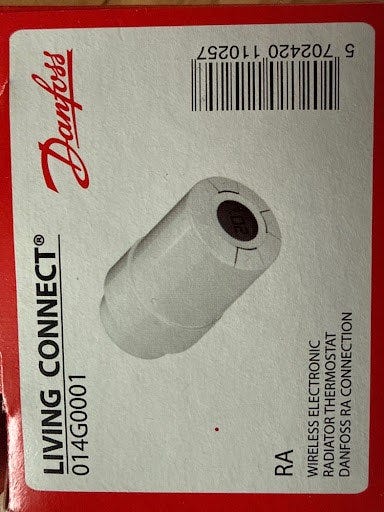 Danfoss
LIVING CONNECT®
014G0001
5 702420 110257
RA
WIRELESS ELECTRONIC
RADIATOR THERMOSTAT
DANFOSS RA CONNECTION